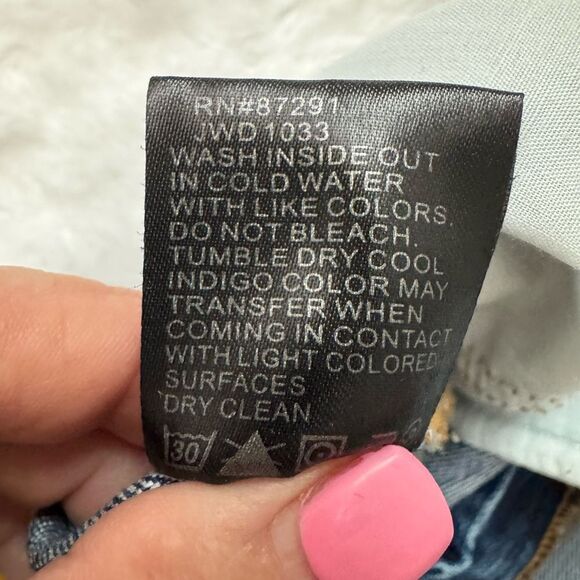 RN#87291
JWD1033
WASH INSIDE OUT
IN COLD WATER
WITH LIKE COLORS.
DO NOT BLEACH.
TUMBLE DRY COOL
INDIGO COLOR MAY
TRANSFER WHEN
COMING IN CONTACT
WITH LIGHT COLORED
SURFACES
DRY CLEAN
30